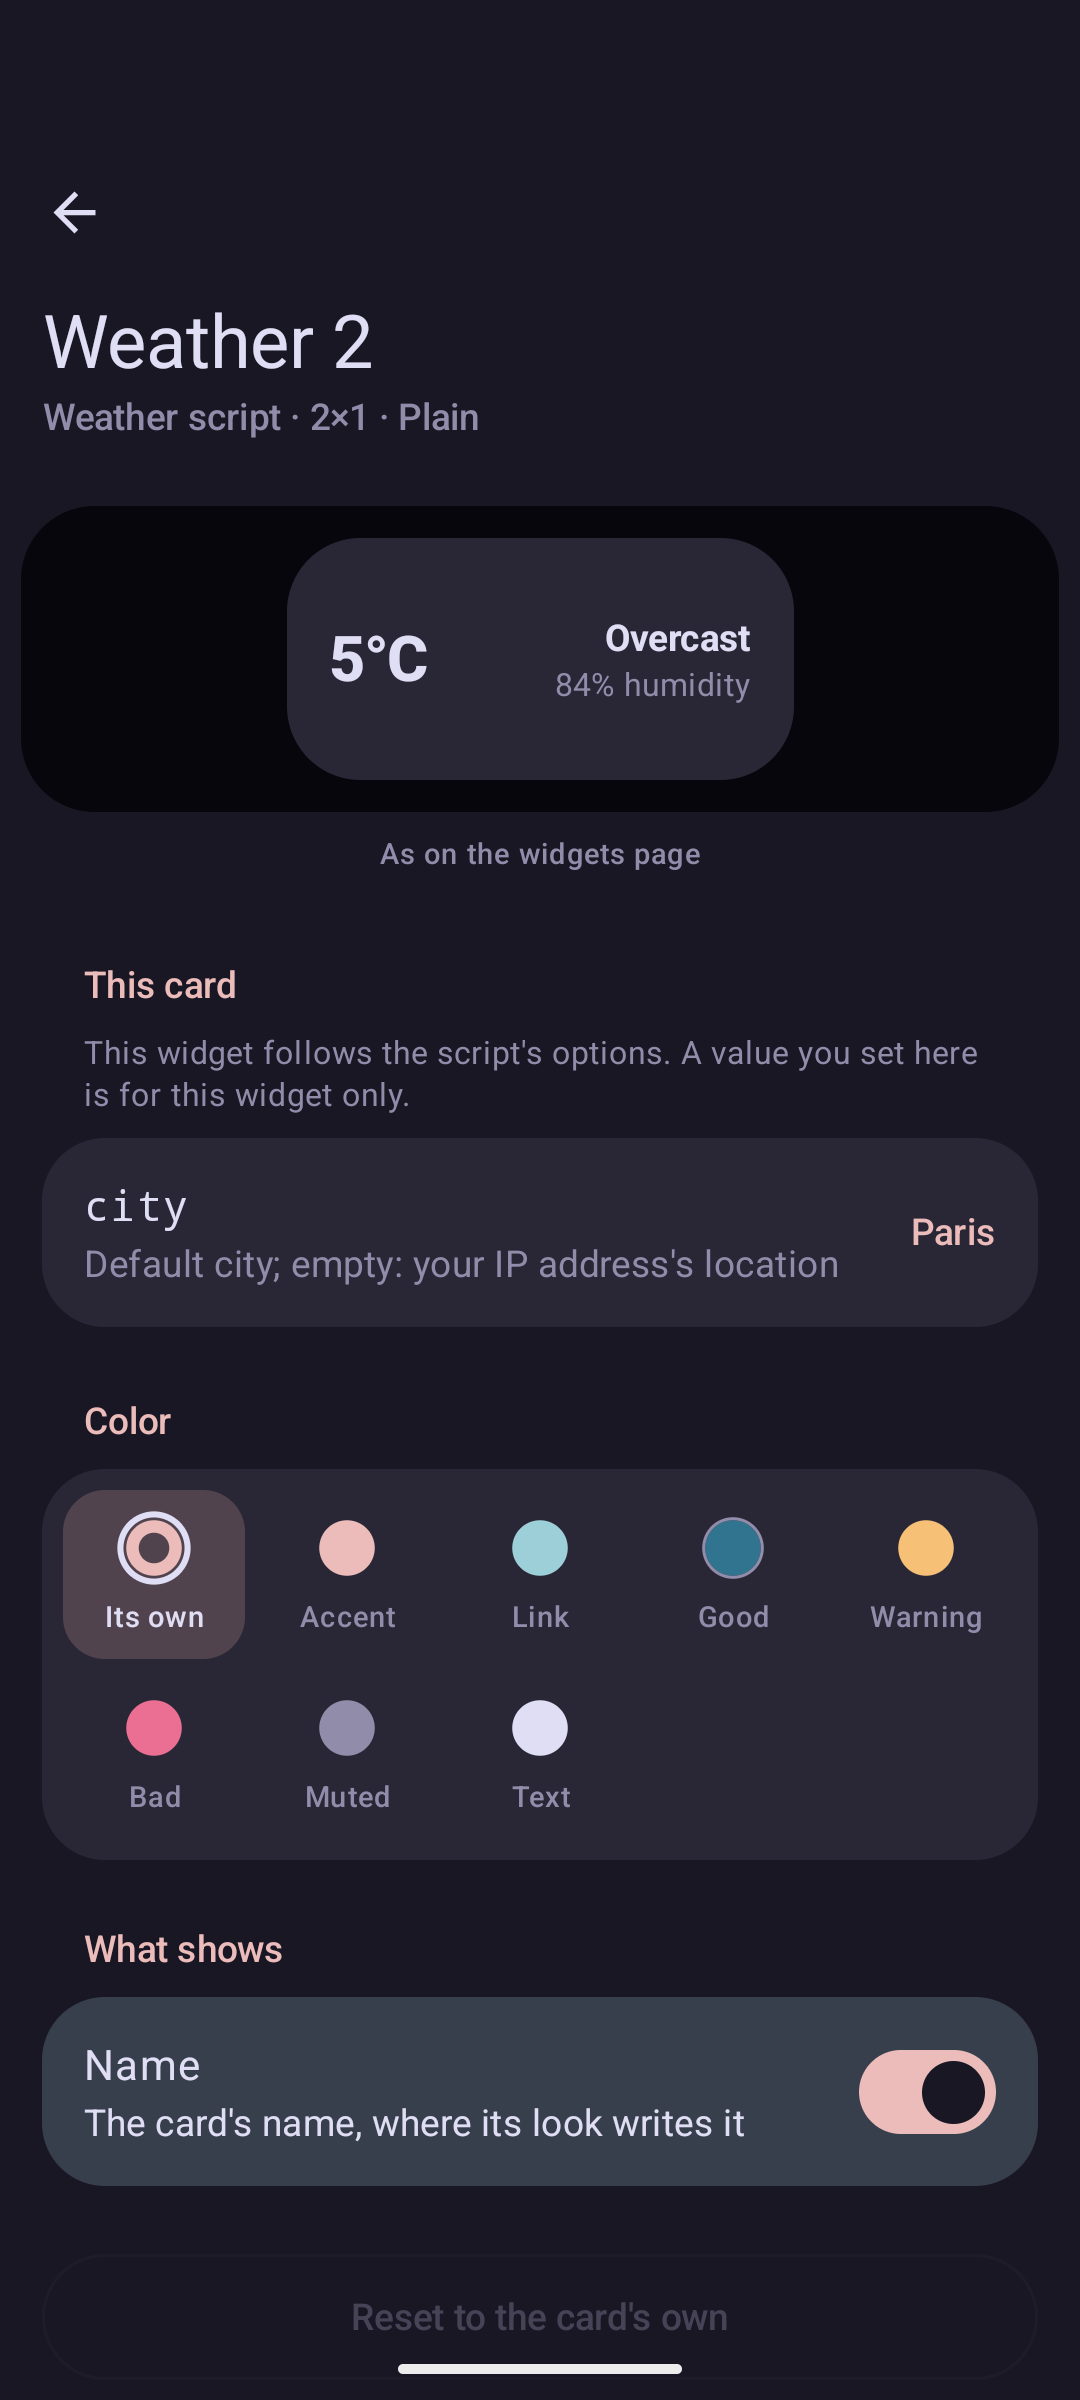 Weather 2
Weather script · 2×1 · Plain
5°C
Overcast
84% humidity
As on the widgets page
This card
This widget follows the script's options. A value you set here
is for this widget only.
city
Default city; empty: your IP address's location
Paris
Color
Its own
Accent
Link
Good
Warning
Bad
Muted
Text
What shows
Name
The card's name, where its look writes it
Reset to the card's own